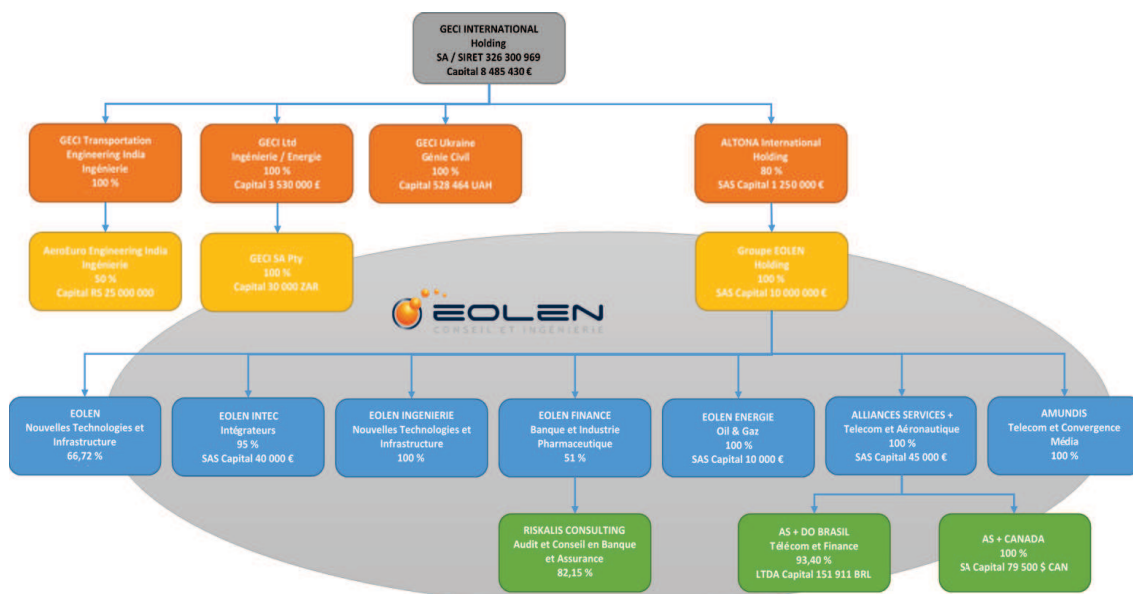 GECI INTERNATIONAL
Holding
SA / SIRET 326 300 969
Capital 8 485 430 €
GECI Transportation
Engineering India
Ingénierie
100 %
GECI Ltd
Ingénierie / Energie
100 %
Capital 3 530 000 £
GECI Ukraine
Génie Civil
100 %
Capital 528 464 UAH
ALTONA International
Holding
80 %
SAS Capital 1 250 000 €
AeroEuro Engineering India
Ingénierie
50 %
Capital RS 25 000 000
GECI SA Pty
100 %
Capital 30 000 ZAR
Groupe EOLEN
Holding
100 %
SAS Capital 10 000 000 €
EOLEN
CONSEIL ET INGÉNIERIE
EOLEN
Nouvelles Technologies et
Infrastructure
66,72 %
EOLEN INTEC
Intégrateurs
95 %
SAS Capital 40 000 €
EOLEN INGENIERIE
Nouvelles Technologies et
Infrastructure
100 %
EOLEN FINANCE
Banque et Industrie
Pharmaceutique
51 %
EOLEN ENERGIE
Oil & Gaz
100 %
SAS Capital 10 000 €
ALLIANCES SERVICES +
Telecom et Aéronautique
100 %
SAS Capital 45 000 €
AMUNDIS
Telecom et Convergence
Média
100 %
RISKALIS CONSULTING
Audit et Conseil en Banque
et Assurance
82,15 %
AS + DO BRASIL
Télécom et Finance
93,40 %
LTDA Capital 151 911 BRL
AS + CANADA
100 %
SA Capital 79 500 $ CAN